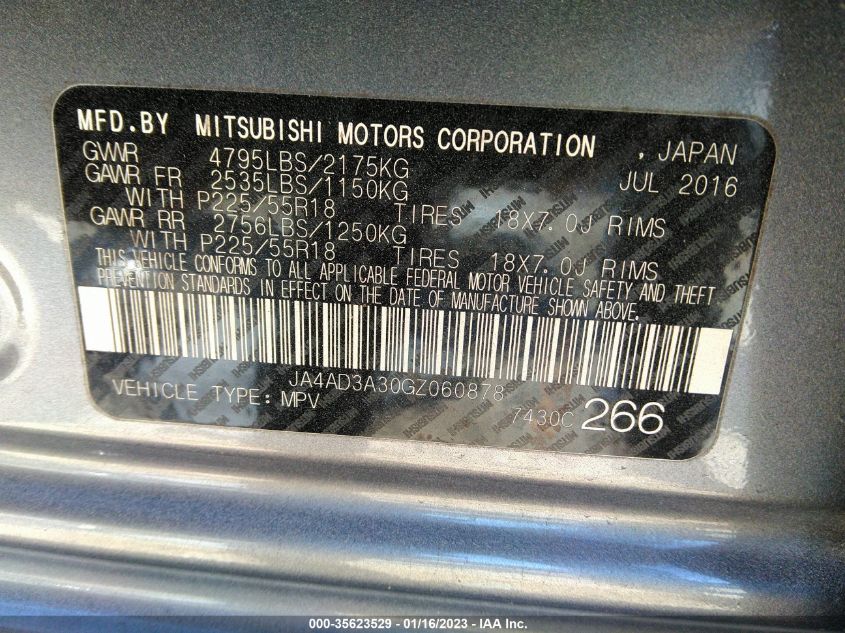 MFD.BY MITSUBISHI MOTORS CORPORATION , JAPAN
GVWR 4795LBS/2175KG JUL 2016
GAWR FR 2535LBS/1150KG
WITH P225/55R18 TIRES 18X7.0J RIMS
GAWR RR 2756LBS/1250KG
WITH P225/55R18 TIRES 18X7.0J RIMS
THIS VEHICLE CONFORMS TO ALL APPLICABLE FEDERAL MOTOR VEHICLE SAFETY AND THEFT
PREVENTION STANDARDS IN EFFECT ON THE DATE OF MANUFACTURE SHOWN ABOVE.
JA4AD3A30GZ060878
VEHICLE TYPE: MPV 7430C 266
000-35623529 - 01/16/2023 - IAA Inc.